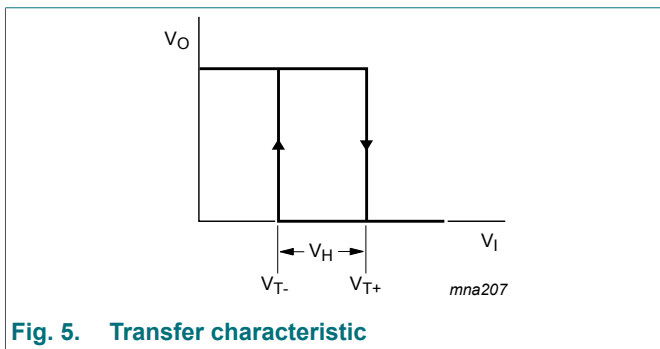 VO
VH
VI
VT-
VT+
mna207
Fig. 5. Transfer characteristic